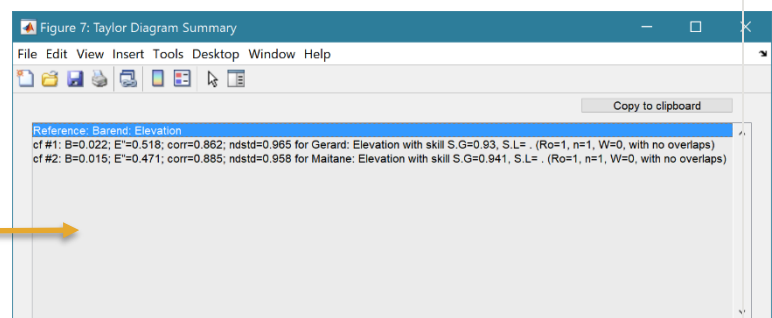 Figure 7: Taylor Diagram Summary
File Edit View Insert Tools Desktop Window Help
Copy to clipboard
Reference: Barend: Elevation
cf #1: B=0.022; E"=0.518; corr=0.862; ndstd=0.965 for Gerard: Elevation with skill S.G=0.93, S.L= . (Ro=1, n=1, W=0, with no overlaps)
cf #2: B=0.015; E"=0.471; corr=0.885; ndstd=0.958 for Maitane: Elevation with skill S.G=0.941, S.L= . (Ro=1, n=1, W=0, with no overlaps)